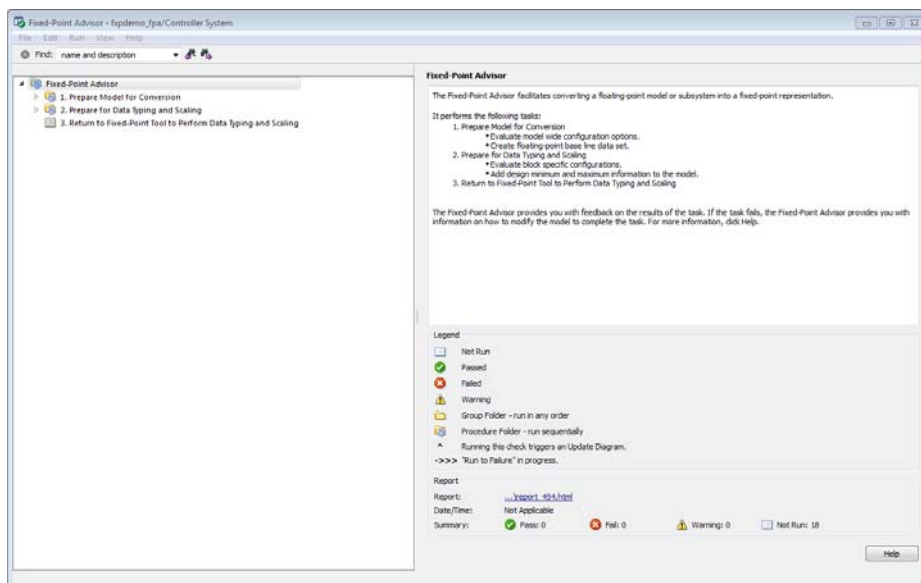 Fixed-Point Advisor - fxpdemo_fpa/Controller System
File Edit Run View Help
Find: name and description
Fixed-Point Advisor
1. Prepare Model for Conversion
2. Prepare for Data Typing and Scaling
3. Return to Fixed-Point Tool to Perform Data Typing and Scaling
Fixed-Point Advisor
The Fixed-Point Advisor facilitates converting a floating-point model or subsystem into a fixed-point representation.
It performs the following tasks:
1. Prepare Model for Conversion
•Evaluate model wide configuration options.
•Create floating-point base line data set.
2. Prepare for Data Typing and Scaling
•Evaluate block specific configurations.
•Add design minimum and maximum information to the model.
3. Return to Fixed-Point Tool to Perform Data Typing and Scaling
The Fixed-Point Advisor provides you with feedback on the results of the task. If the task fails, the Fixed-Point Advisor provides you with
information on how to modify the model to complete the task. For more information, click Help.
Legend
Not Run
Passed
Failed
Warning
Group Folder - run in any order
Procedure Folder - run sequentially
^ Running this check triggers an Update Diagram.
->>> "Run to Failure" in progress.
Report
Report: ...\report_454.html
Date/Time: Not Applicable
Summary: Pass: 0 Fail: 0 Warning: 0 Not Run: 18
Help